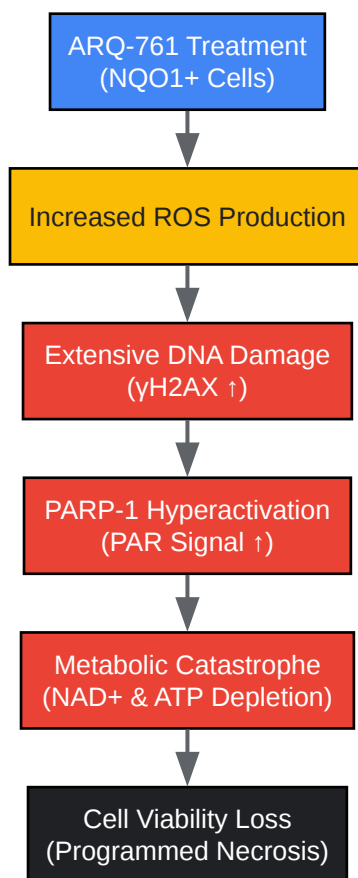 ARQ-761 Treatment
(NQO1+ Cells)
Increased ROS Production
Extensive DNA Damage
(γH2AX ↑)
PARP-1 Hyperactivation
(PAR Signal ↑)
Metabolic Catastrophe
(NAD+ & ATP Depletion)
Cell Viability Loss
(Programmed Necrosis)